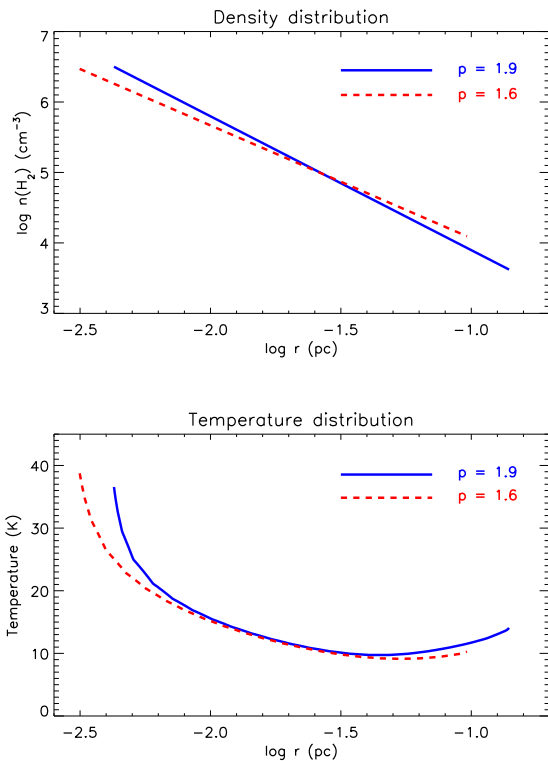 Density distribution
7
6
5
4
3
log n(H₂) (cm⁻³)
p = 1.9
p = 1.6
−2.5 −2.0 −1.5 −1.0
log r (pc)
Temperature distribution
40
30
20
10
0
Temperature (K)
p = 1.9
p = 1.6
−2.5 −2.0 −1.5 −1.0
log r (pc)